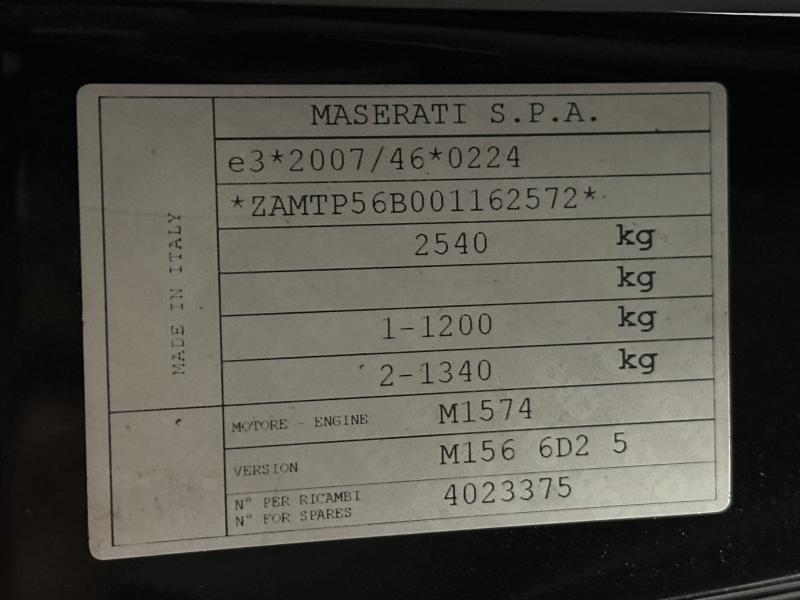 MASERATI S.P.A.
e3*2007/46*0224
*ZAMTP56B001162572*
2540 kg
kg
1-1200 kg
2-1340 kg
MADE IN ITALY
MOTORE - ENGINE M1574
VERSION M156 6D2 5
N° PER RICAMBI
N° FOR SPARES 4023375